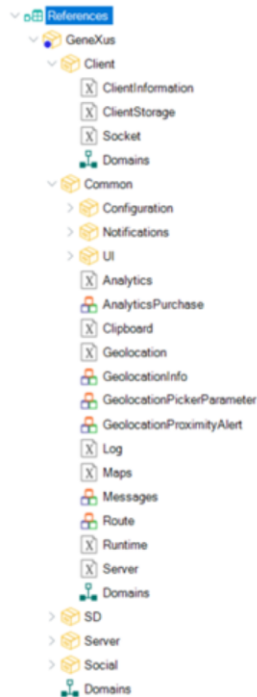 References
GeneXus
Client
ClientInformation
ClientStorage
Socket
Domains
Common
Configuration
Notifications
UI
Analytics
AnalyticsPurchase
Clipboard
Geolocation
GeolocationInfo
GeolocationPickerParameter
GeolocationProximityAlert
Log
Maps
Messages
Route
Runtime
Server
Domains
SD
Server
Social
Domains